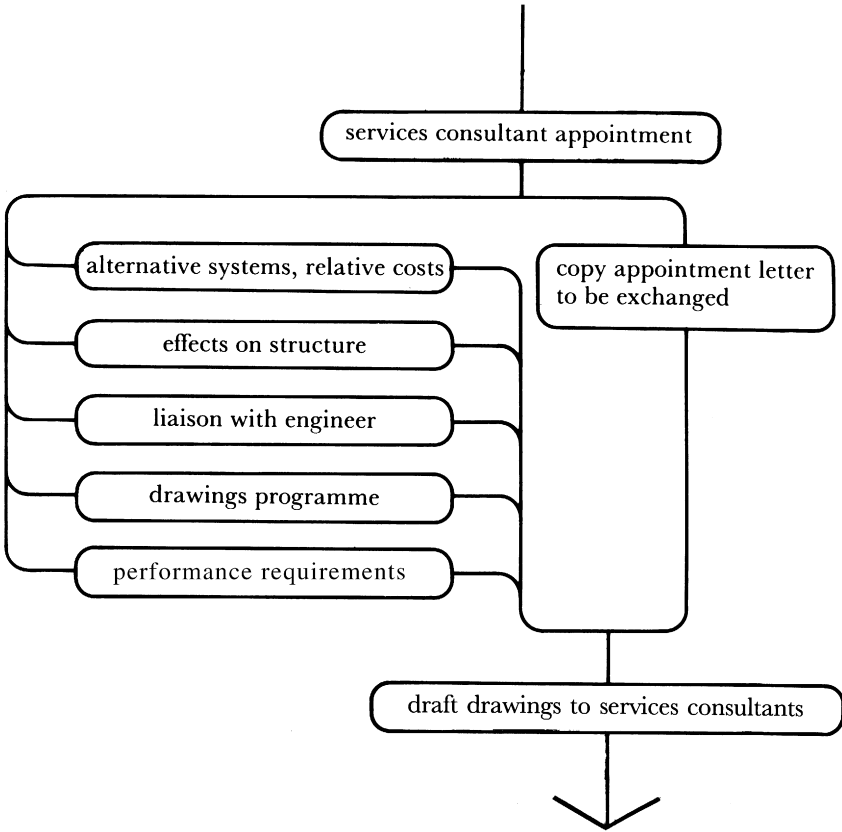 services consultant appointment
alternative systems, relative costs
copy appointment letter
to be exchanged
effects on structure
liaison with engineer
drawings programme
performance requirements
draft drawings to services consultants